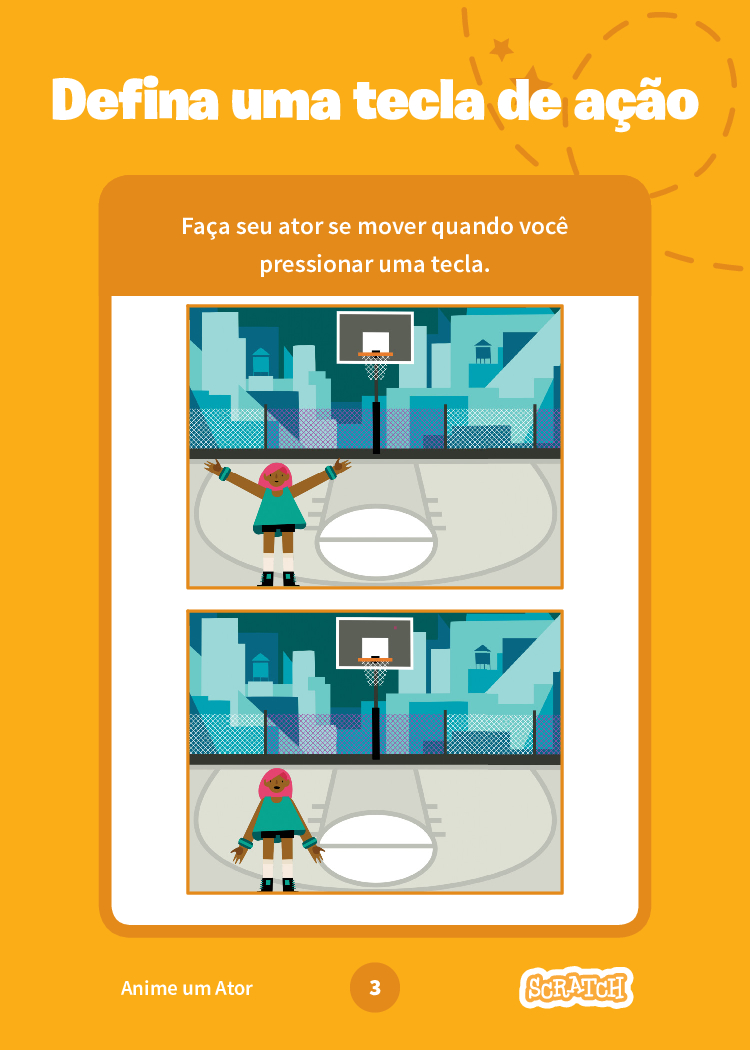 Defina uma tecla de ação
Faça seu ator se mover quando você
pressionar uma tecla.
Anime um Ator
3
SCRATCH